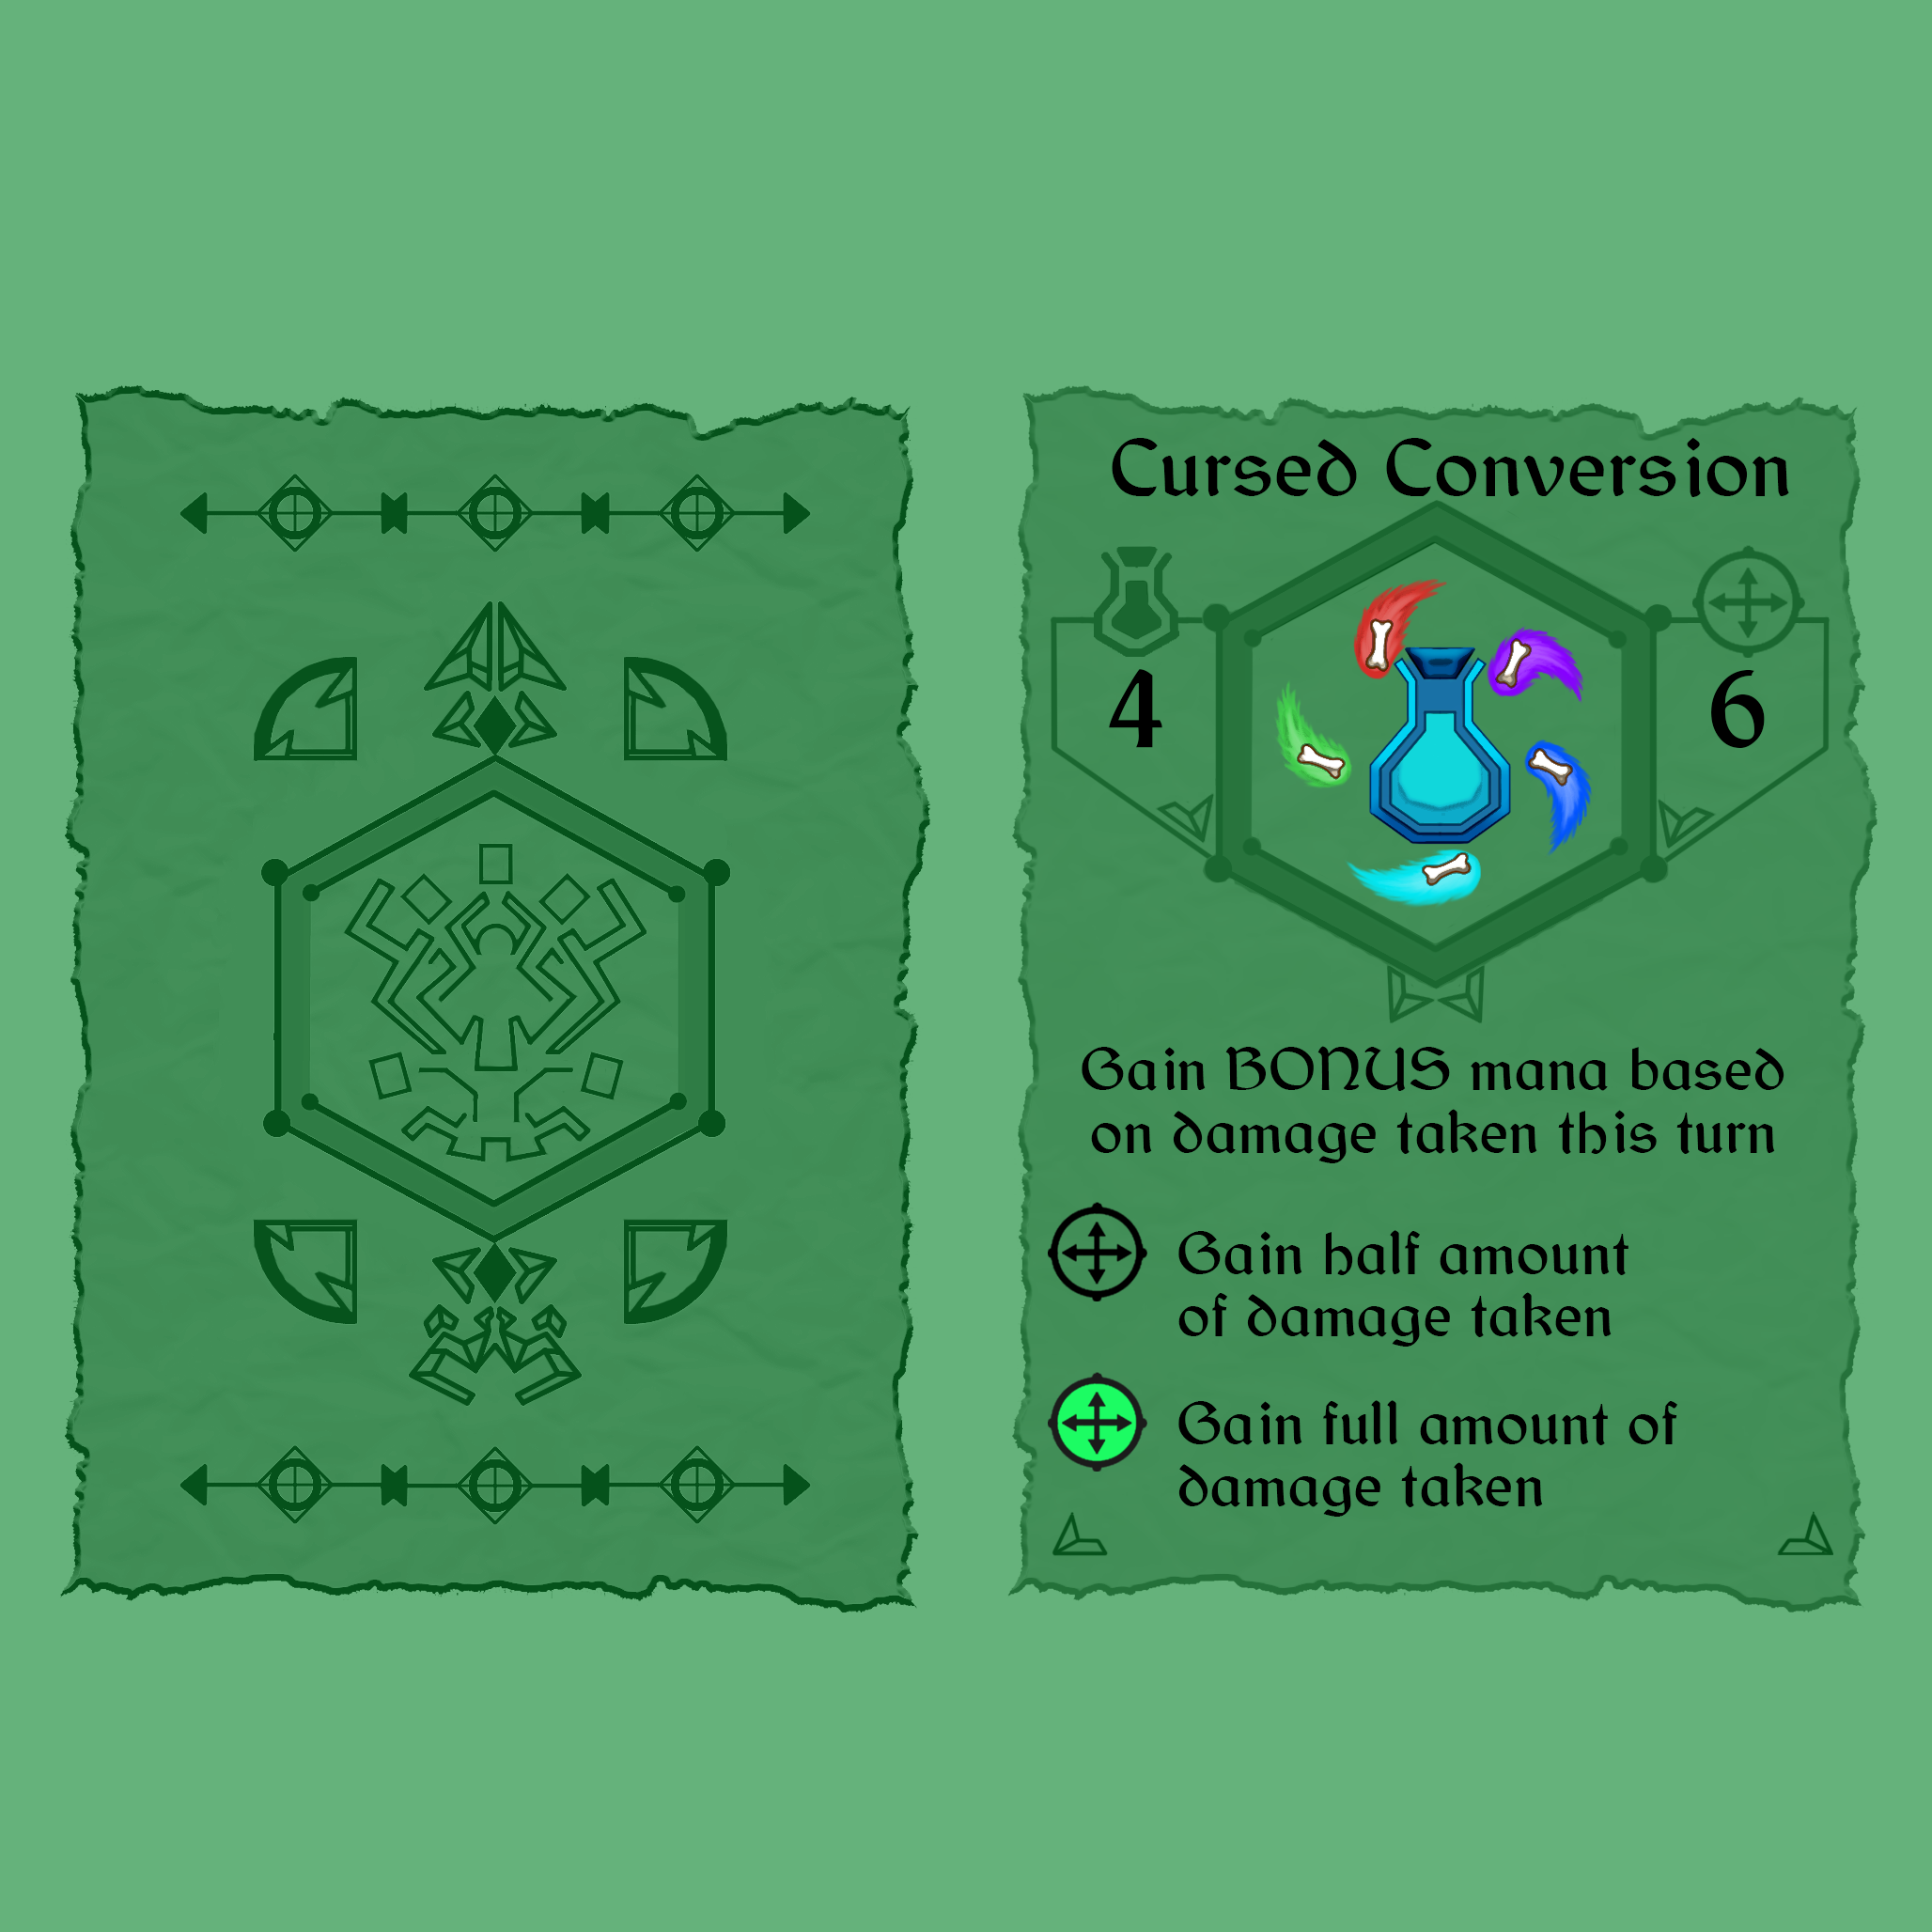 Cursed Conversion
4
6
Gain BONUS mana based
on damage taken this turn
Gain half amount
of damage taken
Gain full amount of
damage taken